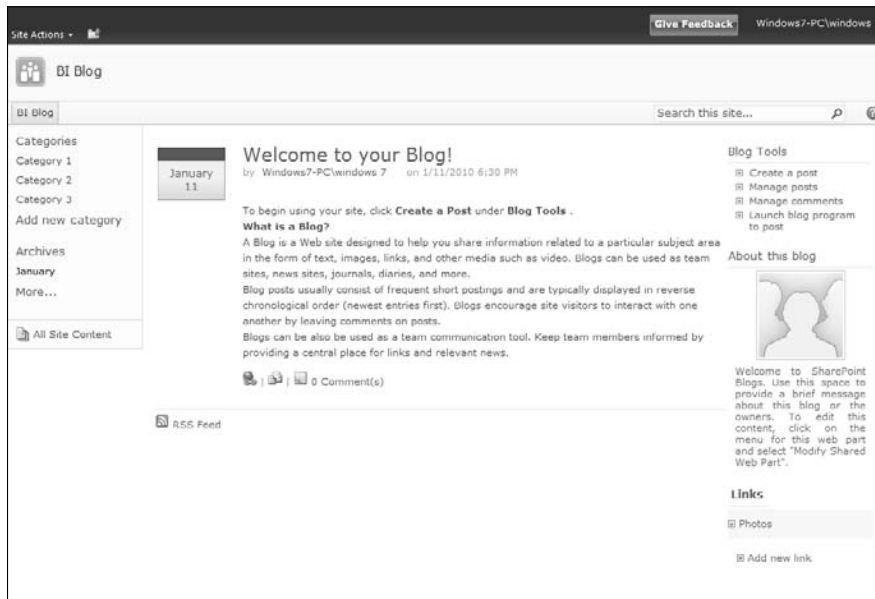 Give Feedback
Windows7-PC\windows
Site Actions
BI Blog
BI Blog
Search this site...
Categories
Category 1
Category 2
Category 3
Add new category
Archives
January
More...
All Site Content
January
11
Welcome to your Blog!
by Windows7-PC\windows 7 on 1/11/2010 6:30 PM
To begin using your site, click Create a Post under Blog Tools .
What is a Blog?
A Blog is a Web site designed to help you share information related to a particular subject area
in the form of text, images, links, and other media such as video. Blogs can be used as team
sites, news sites, journals, diaries, and more.
Blog posts usually consist of frequent short postings and are typically displayed in reverse
chronological order (newest entries first). Blogs encourage site visitors to interact with one
another by leaving comments on posts.
Blogs can be also be used as a team communication tool. Keep team members informed by
providing a central place for links and relevant news.
| | 0 Comment(s)
RSS Feed
Blog Tools
Create a post
Manage posts
Manage comments
Launch blog program
to post
About this blog
Welcome to SharePoint
Blogs. Use this space to
provide a brief message
about this blog or the
owners. To edit this
content, click on the
menu for this web part
and select "Modify Shared
Web Part".
Links
Photos
Add new link